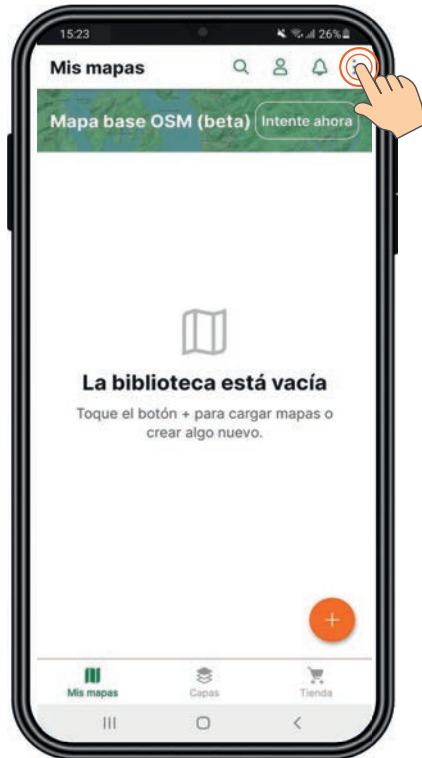 15:23
26%
Mis mapas
Mapa base OSM (beta)
Intente ahora
La biblioteca está vacía
Toque el botón + para cargar mapas o
crear algo nuevo.
+
Mis mapas
Capas
Tienda